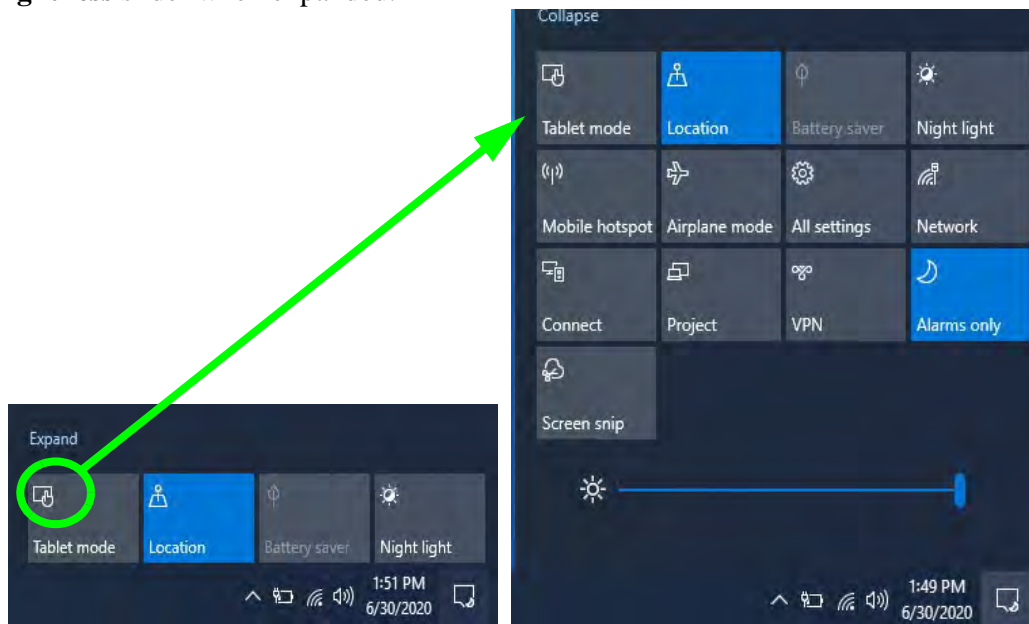 Collapse
Tablet mode Location Battery saver Night light
Mobile hotspot Airplane mode All settings Network
Connect Project VPN Alarms only
Screen snip
1:49 PM
6/30/2020
Expand
Tablet mode Location Battery saver Night light
1:51 PM
6/30/2020